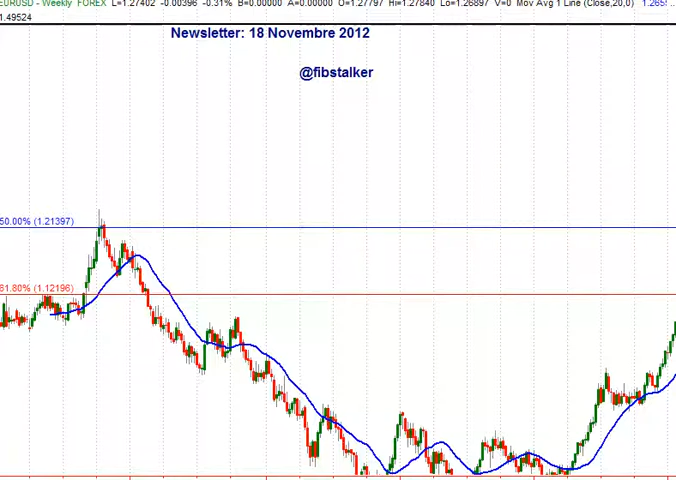 EURUSD - Weekly FOREX L=1.27402 -0.00396 -0.31% B=0.00000 A=0.00000 O=1.27797 Hi=1.27840 Lo=1.26897 V=0 Mov Avg 1 Line (Close,20,0)
1.49524
Newsletter: 18 Novembre 2012
@fibstalker
50.00% (1.21397)
61.80% (1.12196)